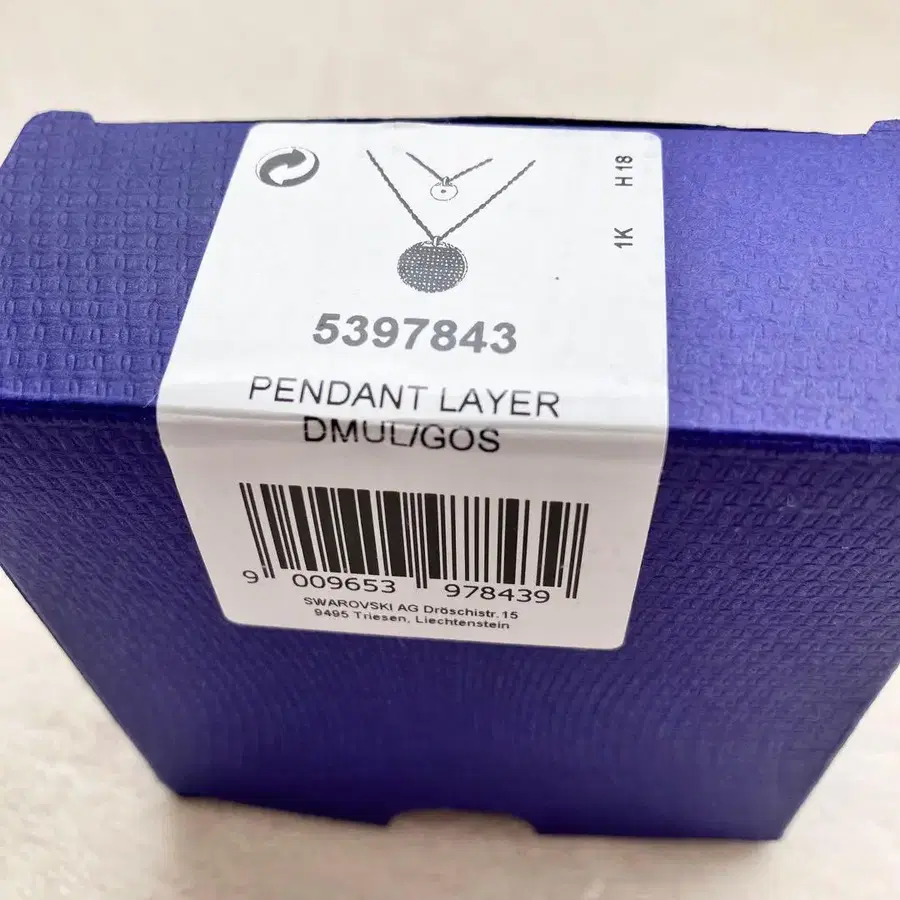 1K H18
5397843
PENDANT LAYER
DMUL/GOS
9 009653 978439
SWAROVSKI AG Dröschistr.15
9495 Triesen, Liechtenstein